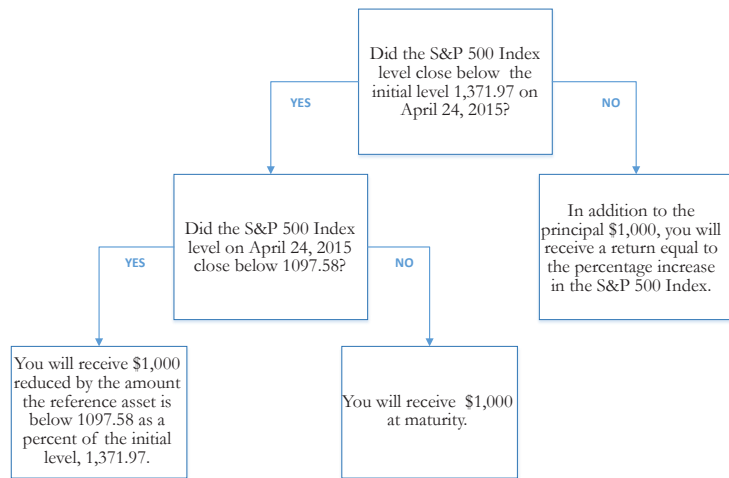 Did the S&P 500 Index
level close below the
initial level 1,371.97 on
April 24, 2015?
YES
NO
Did the S&P 500 Index
level on April 24, 2015
close below 1097.58?
In addition to the
principal $1,000, you will
receive a return equal to
the percentage increase
in the S&P 500 Index.
YES
NO
You will receive $1,000
reduced by the amount
the reference asset is
below 1097.58 as a
percent of the initial
level, 1,371.97.
You will receive $1,000
at maturity.